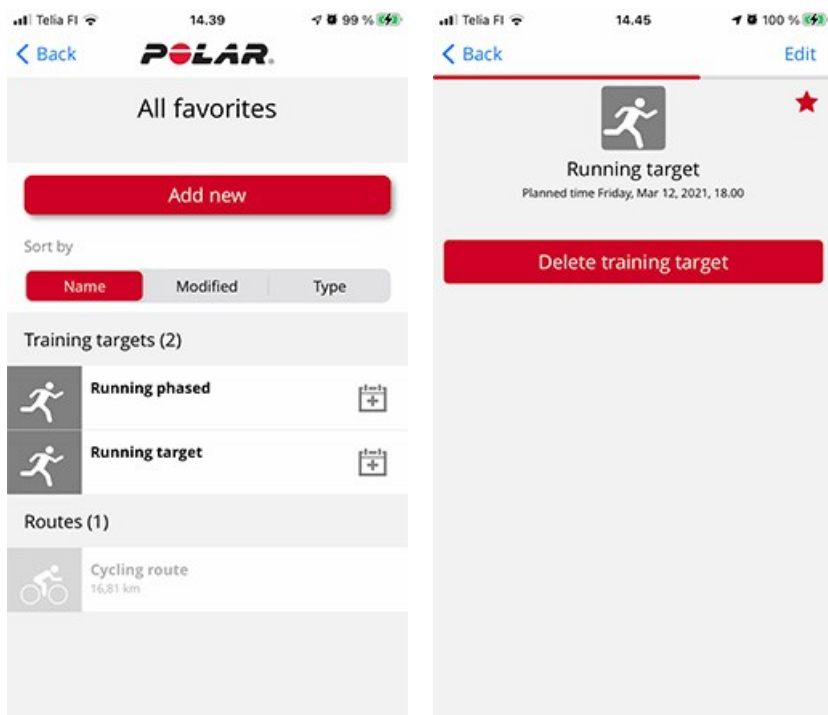 Telia FI 14.39 99 %
Back POLAR.
All favorites
Add new
Sort by
Name Modified Type
Training targets (2)
Running phased
Running target
Routes (1)
Cycling route
16,81 km
Telia FI 14.45 100 %
Back Edit
Running target
Planned time Friday, Mar 12, 2021, 18.00
Delete training target